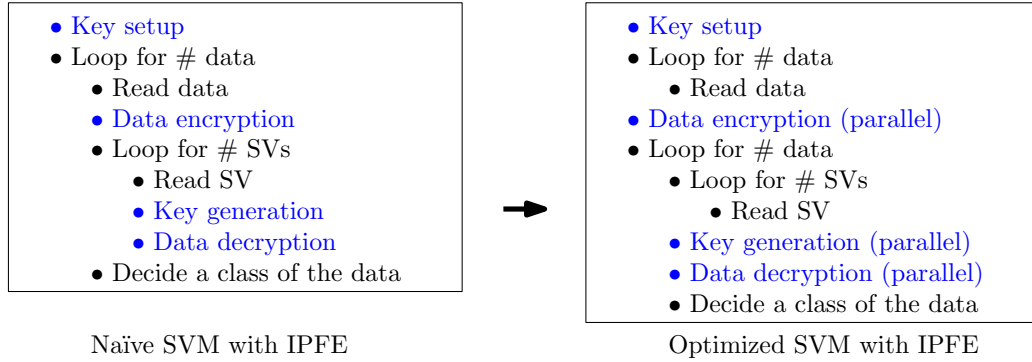 • Key setup
• Loop for # data
• Read data
• Data encryption
• Loop for # SVs
• Read SV
• Key generation
• Data decryption
• Decide a class of the data
Naïve SVM with IPFE
• Key setup
• Loop for # data
• Read data
• Data encryption (parallel)
• Loop for # data
• Loop for # SVs
• Read SV
• Key generation (parallel)
• Data decryption (parallel)
• Decide a class of the data
Optimized SVM with IPFE